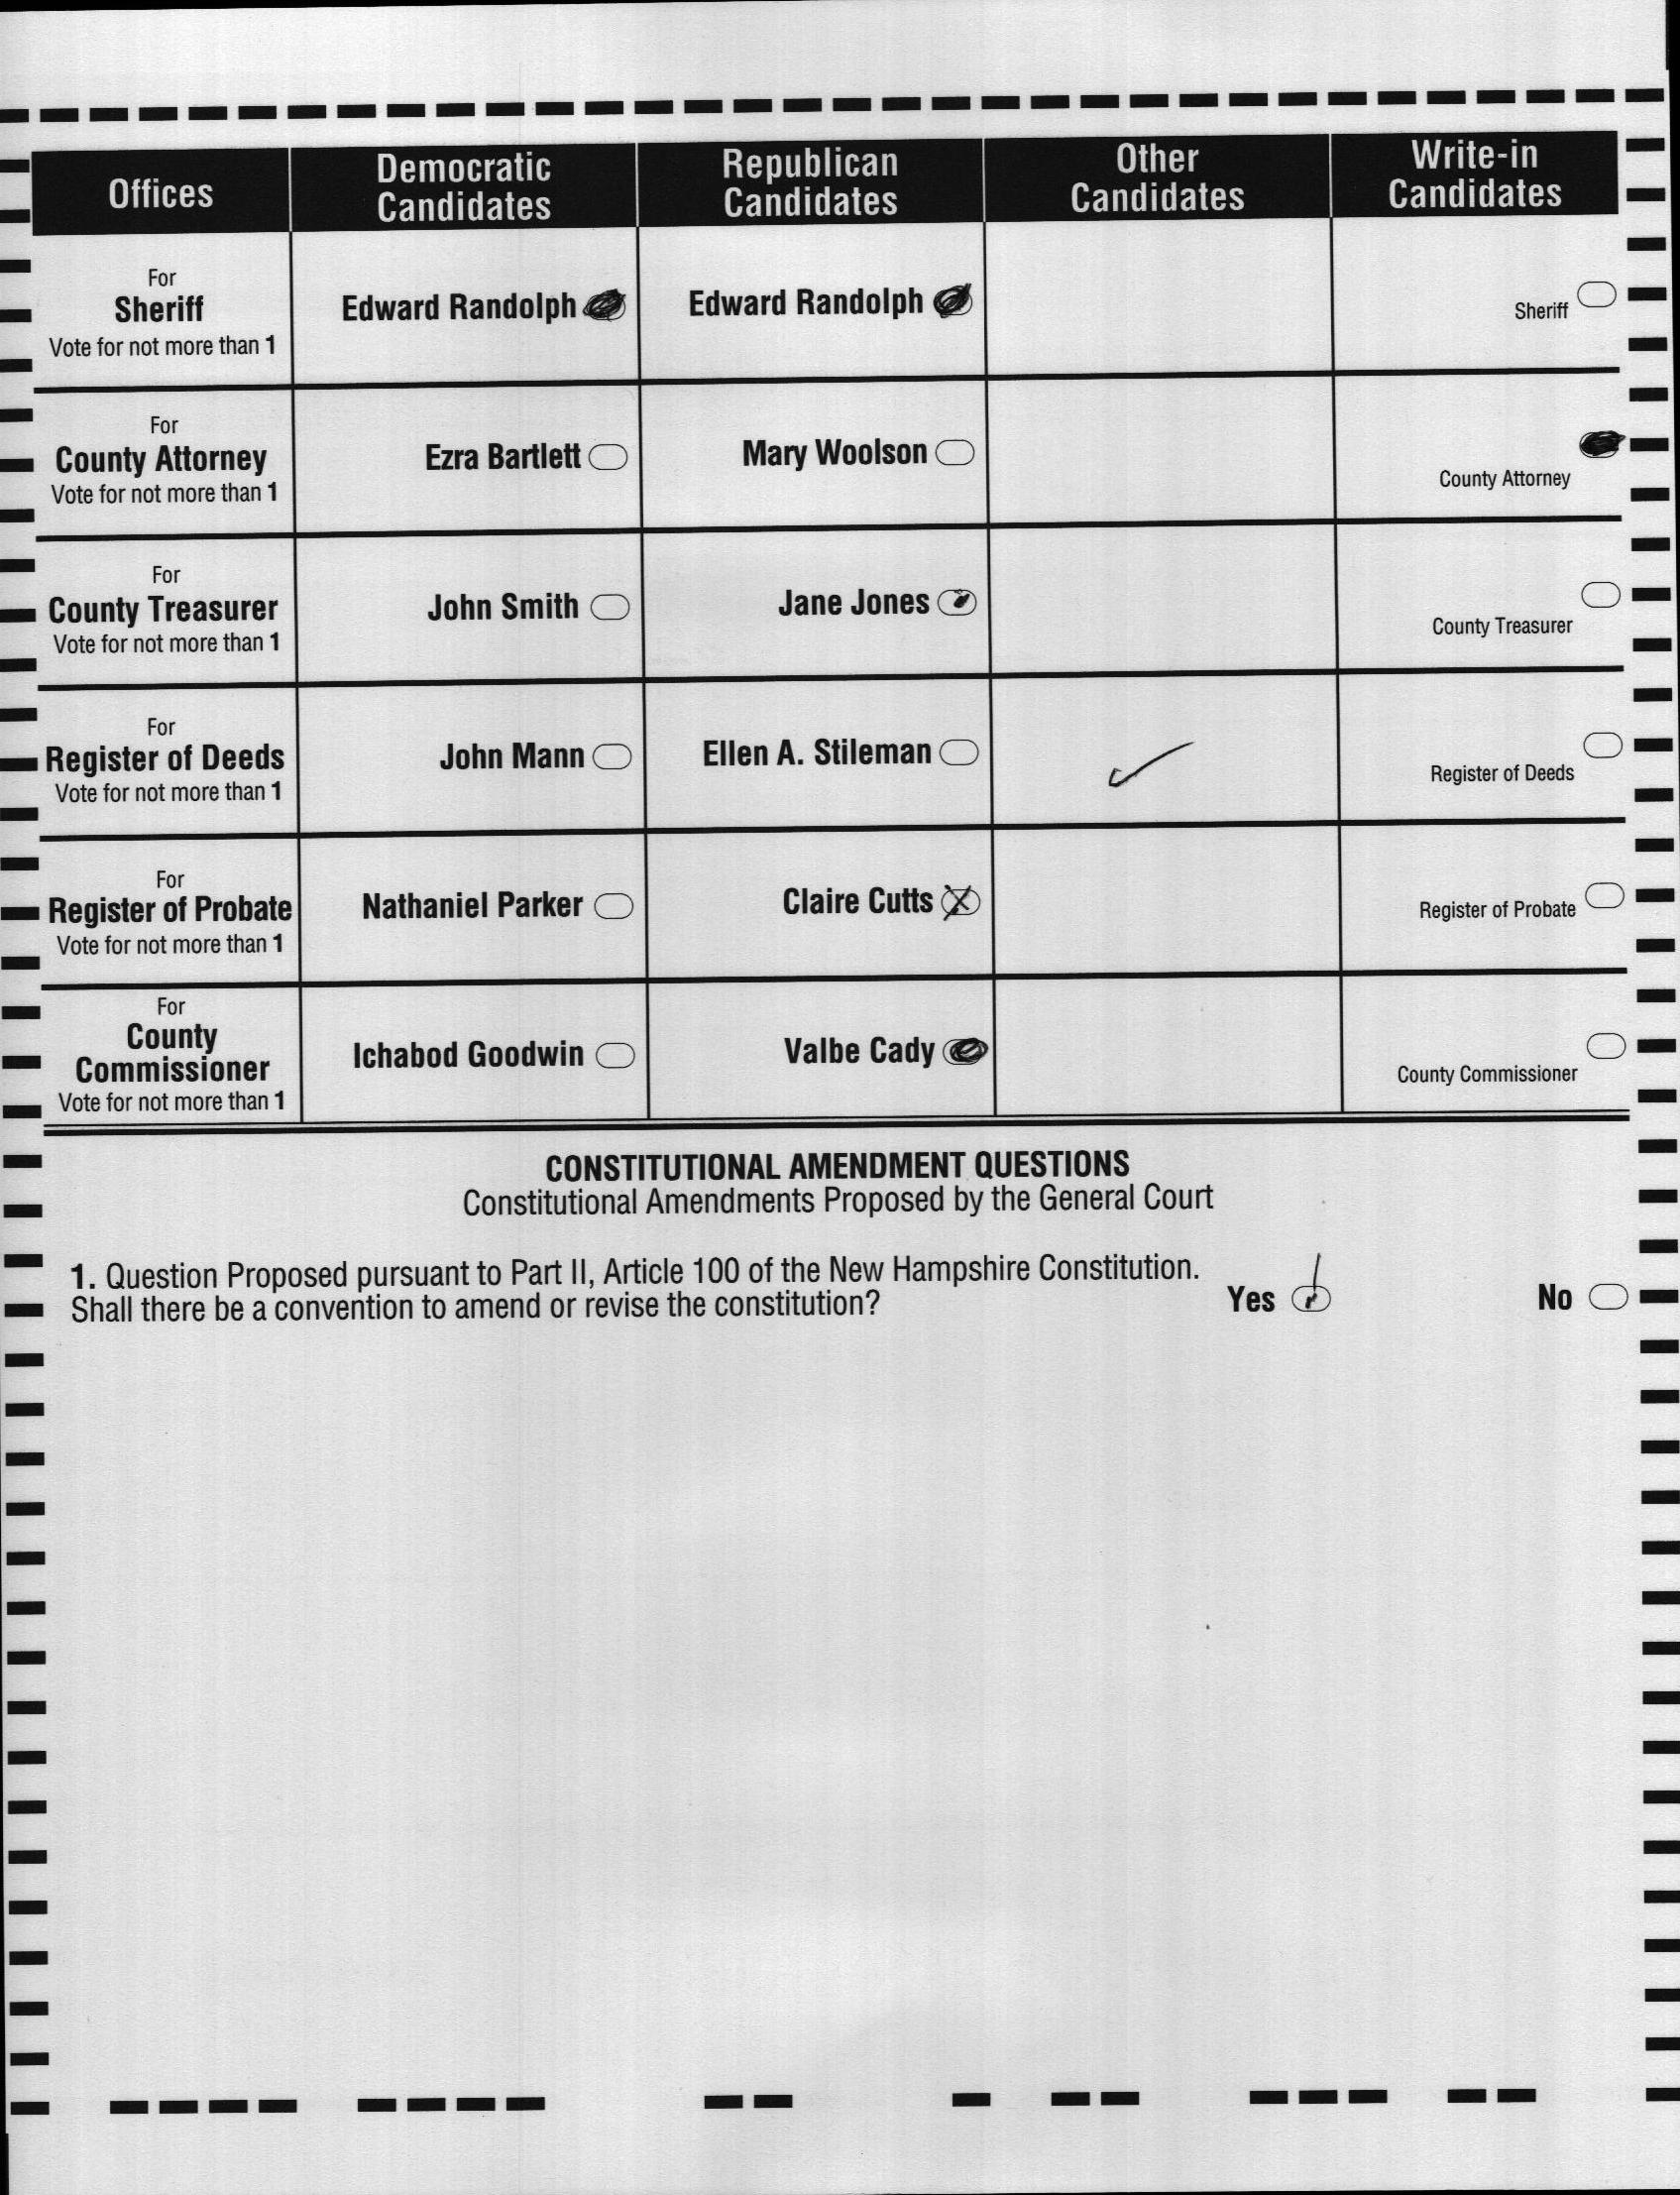 Offices
Democratic Candidates
Republican Candidates
Other Candidates
Write-in Candidates
For
Sheriff
Vote for not more than 1
Edward Randolph
Edward Randolph
Sheriff
For
County Attorney
Vote for not more than 1
Ezra Bartlett
Mary Woolson
County Attorney
For
County Treasurer
Vote for not more than 1
John Smith
Jane Jones
County Treasurer
For
Register of Deeds
Vote for not more than 1
John Mann
Ellen A. Stileman
Register of Deeds
For
Register of Probate
Vote for not more than 1
Nathaniel Parker
Claire Cutts
Register of Probate
For
County
Commissioner
Vote for not more than 1
Ichabod Goodwin
Valbe Cady
County Commissioner
CONSTITUTIONAL AMENDMENT QUESTIONS
Constitutional Amendments Proposed by the General Court
1. Question Proposed pursuant to Part II, Article 100 of the New Hampshire Constitution.
Shall there be a convention to amend or revise the constitution?
Yes
No